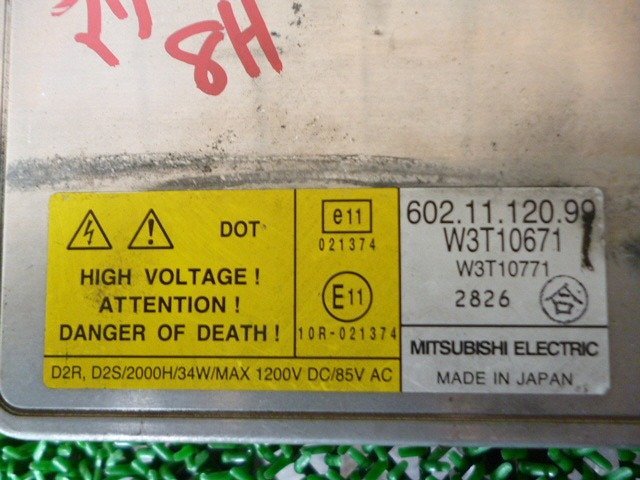 8H
DOT
HIGH VOLTAGE!
ATTENTION!
DANGER OF DEATH!
D2R, D2S/2000H/34W/MAX 1200V DC/85V AC
e11
021374
E11
10R-021374
602.11.120.99
W3T10671
W3T10771
2826 合
MITSUBISHI ELECTRIC
MADE IN JAPAN